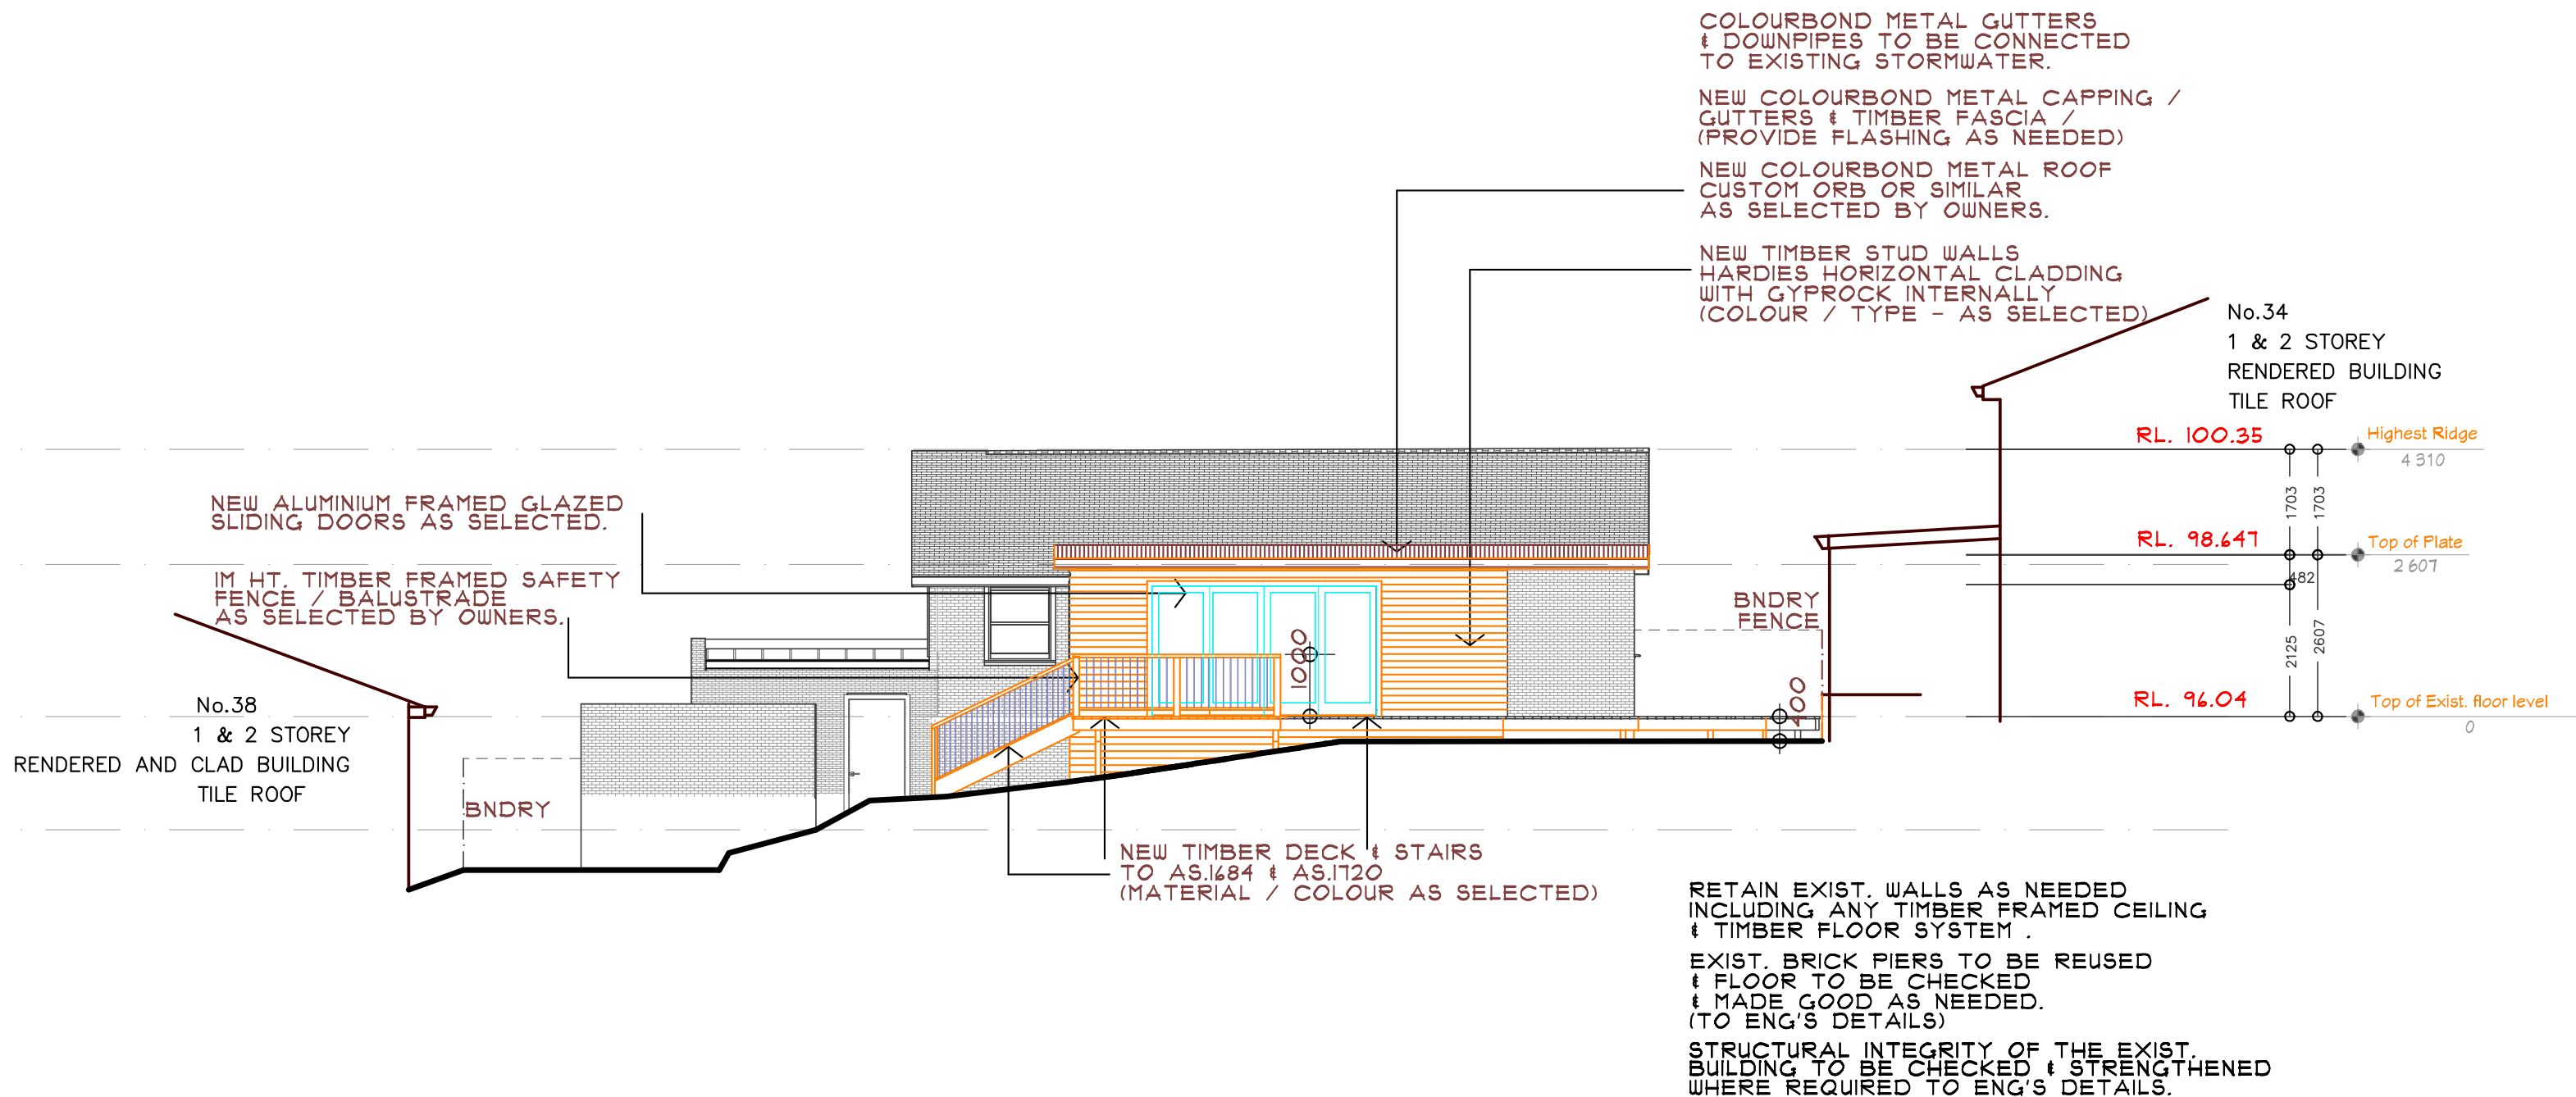 COLOURBOND METAL GUTTERS
& DOWNPIPES TO BE CONNECTED
TO EXISTING STORMWATER.
NEW COLOURBOND METAL CAPPING /
GUTTERS & TIMBER FASCIA /
(PROVIDE FLASHING AS NEEDED)
NEW COLOURBOND METAL ROOF
CUSTOM ORB OR SIMILAR
AS SELECTED BY OWNERS.
NEW TIMBER STUD WALLS
HARDIES HORIZONTAL CLADDING
WITH GYPROCK INTERNALLY
(COLOUR / TYPE - AS SELECTED)
No.34
1 & 2 STOREY
RENDERED BUILDING
TILE ROOF
RL. 100.35
Highest Ridge
4 310
1703
1703
RL. 98.647
Top of Plate
2 607
482
2125
2607
RL. 96.04
Top of Exist. floor level
0
NEW ALUMINIUM FRAMED GLAZED
SLIDING DOORS AS SELECTED.
1M HT. TIMBER FRAMED SAFETY
FENCE / BALUSTRADE
AS SELECTED BY OWNERS.
BNDRY
FENCE
1000
400
No.38
1 & 2 STOREY
RENDERED AND CLAD BUILDING
TILE ROOF
BNDRY
NEW TIMBER DECK & STAIRS
TO AS.1684 & AS.1720
(MATERIAL / COLOUR AS SELECTED)
RETAIN EXIST. WALLS AS NEEDED
INCLUDING ANY TIMBER FRAMED CEILING
& TIMBER FLOOR SYSTEM .
EXIST. BRICK PIERS TO BE REUSED
& FLOOR TO BE CHECKED
& MADE GOOD AS NEEDED.
(TO ENG'S DETAILS)
STRUCTURAL INTEGRITY OF THE EXIST.
BUILDING TO BE CHECKED & STRENGTHENED
WHERE REQUIRED TO ENG'S DETAILS.